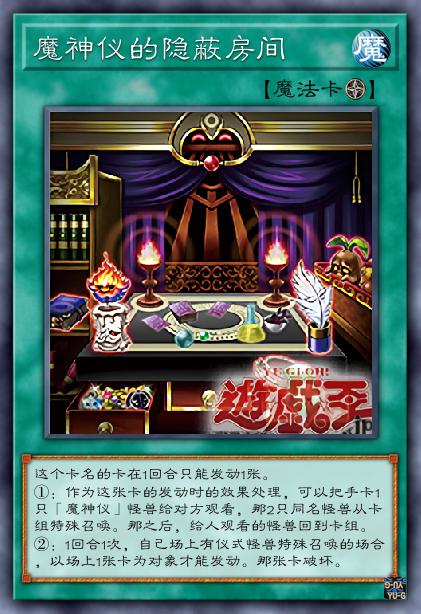 魔神仪的隐蔽房间
魔
【魔法卡】
YU-GI-OH!
遊戯王
.jp
这个卡名的卡在1回合只能发动1张。
①：作为这张卡的发动时的效果处理，可以把手卡1
只「魔神仪」怪兽给对方观看，那2只同名怪兽从卡
组特殊召唤。那之后，给人观看的怪兽回到卡组。
②：1回合1次，自己场上有仪式怪兽特殊召唤的场合
，以场上1张卡为对象才能发动。那张卡破坏。